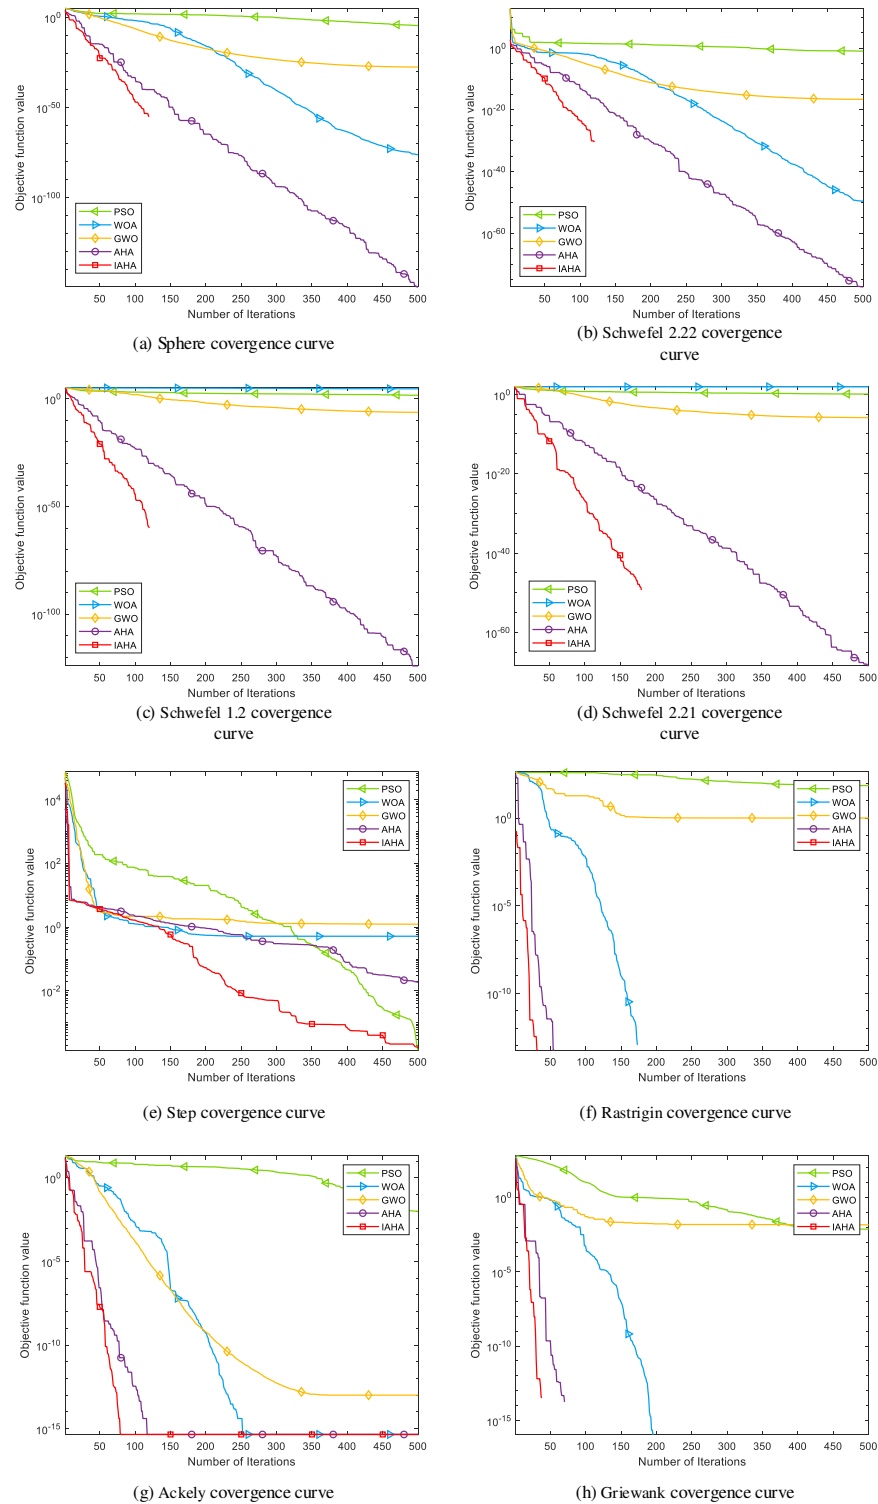 10^0
10^-50
10^-100
Objective function value
PSO
WOA
GWO
AHA
IAHA
50 100 150 200 250 300 350 400 450 500
Number of Iterations
(a) Sphere covergence curve
10^0
10^-20
10^-40
10^-60
Objective function value
PSO
WOA
GWO
AHA
IAHA
50 100 150 200 250 300 350 400 450 500
Number of Iterations
(b) Schwefel 2.22 covergence
curve
10^0
10^-50
10^-100
Objective function value
PSO
WOA
GWO
AHA
IAHA
50 100 150 200 250 300 350 400 450 500
Number of Iterations
(c) Schwefel 1.2 covergence
curve
10^0
10^-20
10^-40
10^-60
Objective function value
PSO
WOA
GWO
AHA
IAHA
50 100 150 200 250 300 350 400 450 500
Number of Iterations
(d) Schwefel 2.21 covergence
curve
10^4
10^2
10^0
10^-2
Objective function value
PSO
WOA
GWO
AHA
IAHA
50 100 150 200 250 300 350 400 450 500
Number of Iterations
(e) Step covergence curve
10^0
10^-5
10^-10
Objective function value
PSO
WOA
GWO
AHA
IAHA
50 100 150 200 250 300 350 400 450 500
Number of Iterations
(f) Rastrigin covergence curve
10^0
10^-5
10^-10
10^-15
Objective function value
PSO
WOA
GWO
AHA
IAHA
50 100 150 200 250 300 350 400 450 500
Number of Iterations
(g) Ackely covergence curve
10^0
10^-5
10^-10
10^-15
Objective function value
PSO
WOA
GWO
AHA
IAHA
50 100 150 200 250 300 350 400 450 500
Number of Iterations
(h) Griewank covergence curve